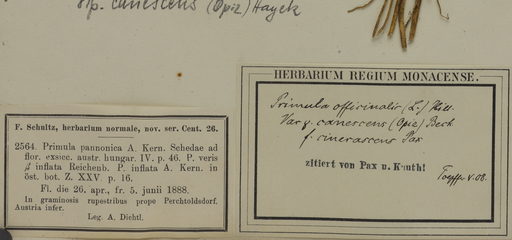 ssp. canescens (Opiz) Hayek
HERBARIUM REGIUM MONACENSE.
Primula officinalis (L.) Hill.
Var γ. canescens (Opiz) Beck
f. cinerascens Pax
zitiert von Pax u. Knuth!
Toepffer V. 08.
F. Schultz, herbarium normale, nov. ser. Cent. 26.
2564. Primula pannonica A. Kern. Schedae ad
flor. exsicc. austr. hungar. IV. p. 46. P. veris
β inflata Reichenb. P. inflata A. Kern. in
öst. bot. Z. XXV. p. 16.
Fl. die 26. apr., fr. 5. junii 1888.
In graminosis rupestribus prope Perchtoldsdorf.
Austria infer.
Leg. A. Dichtl.